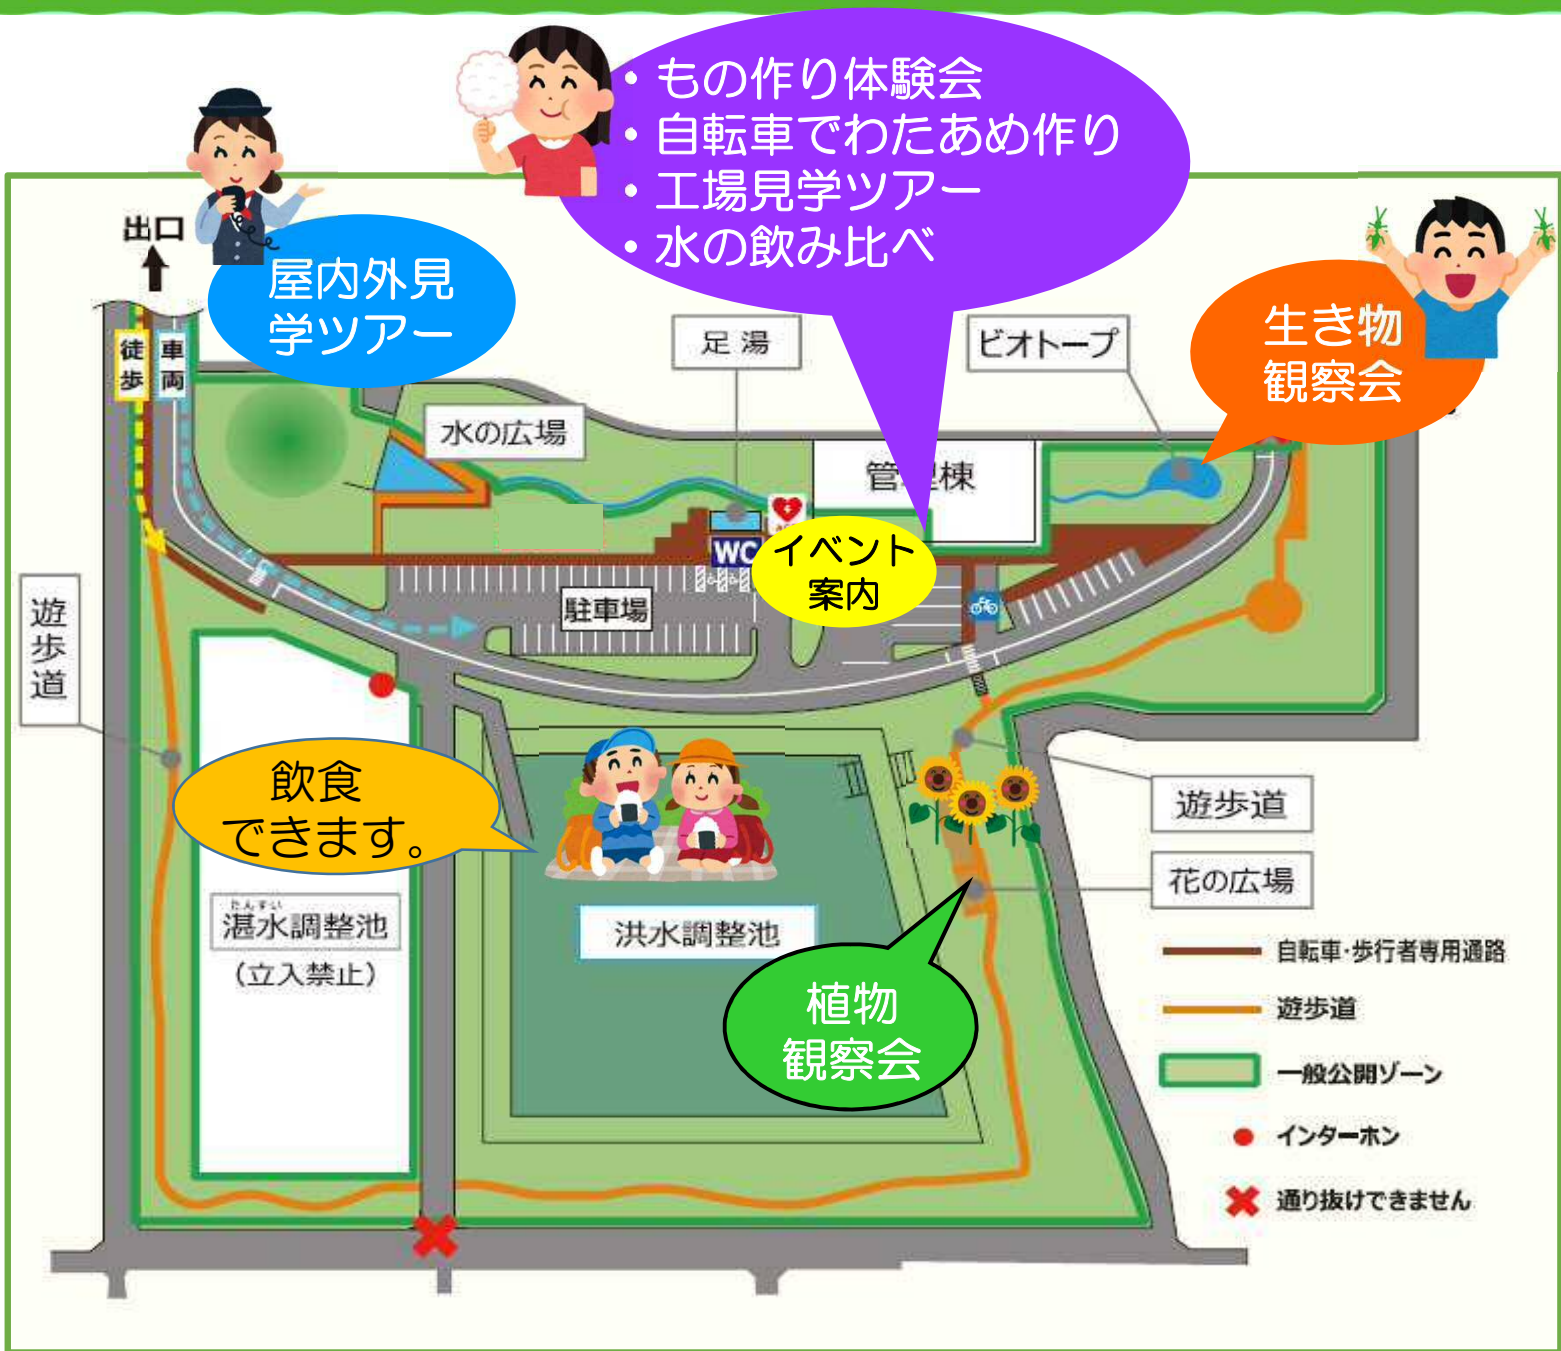 ・もの作り体験会
・自転車でわたあめ作り
・工場見学ツアー
・水の飲み比べ
出口
屋内外見
学ツアー
徒歩
車両
足湯
ビオトープ
生き物
観察会
水の広場
管理棟
WC
イベント
案内
駐車場
遊歩道
飲食
できます。
たんすい
湛水調整池
(立入禁止)
洪水調整池
植物
観察会
遊歩道
花の広場
自転車・歩行者専用通路
遊歩道
一般公開ゾーン
インターホン
通り抜けできません